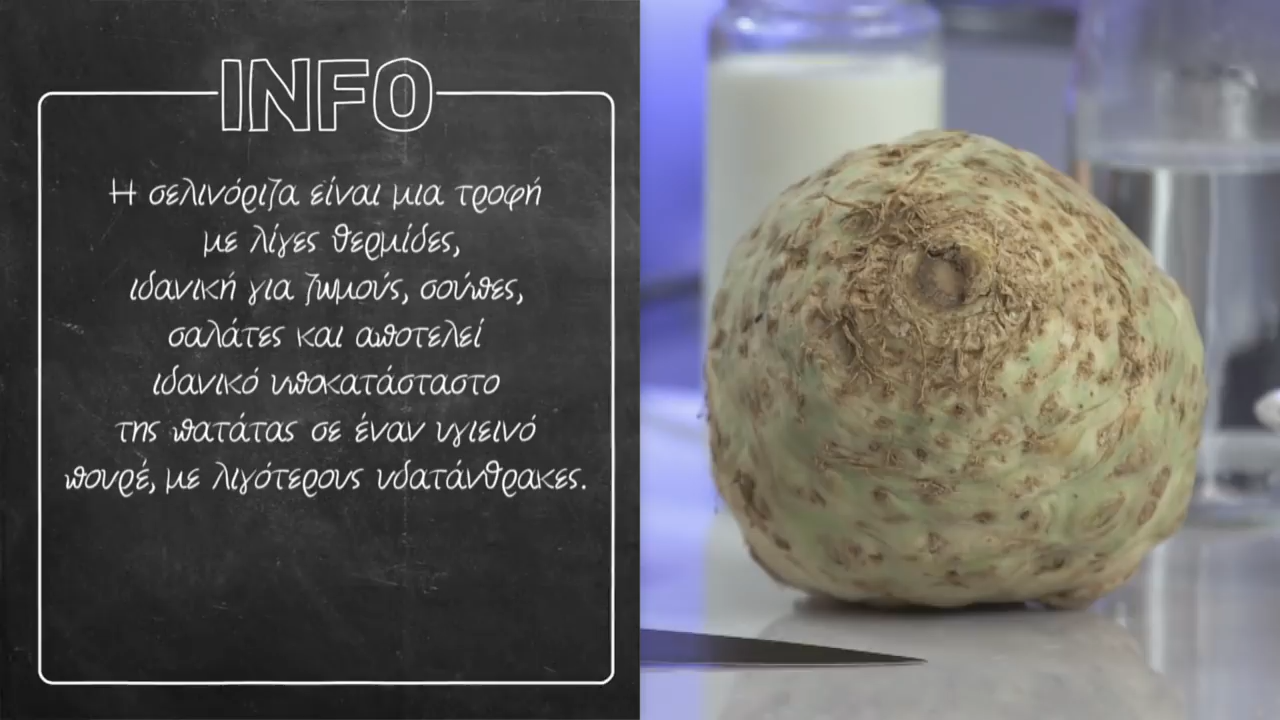 INFO
Η σελινόριζα είναι μια τροφή
με λίγες θερμίδες,
ιδανική για ζωμούς, σούπες,
σαλάτες και αποτελεί
ιδανικό υποκατάσταστο
της πατάτας σε έναν υγιεινό
πουρέ, με λιγότερους υδατάνθρακες.